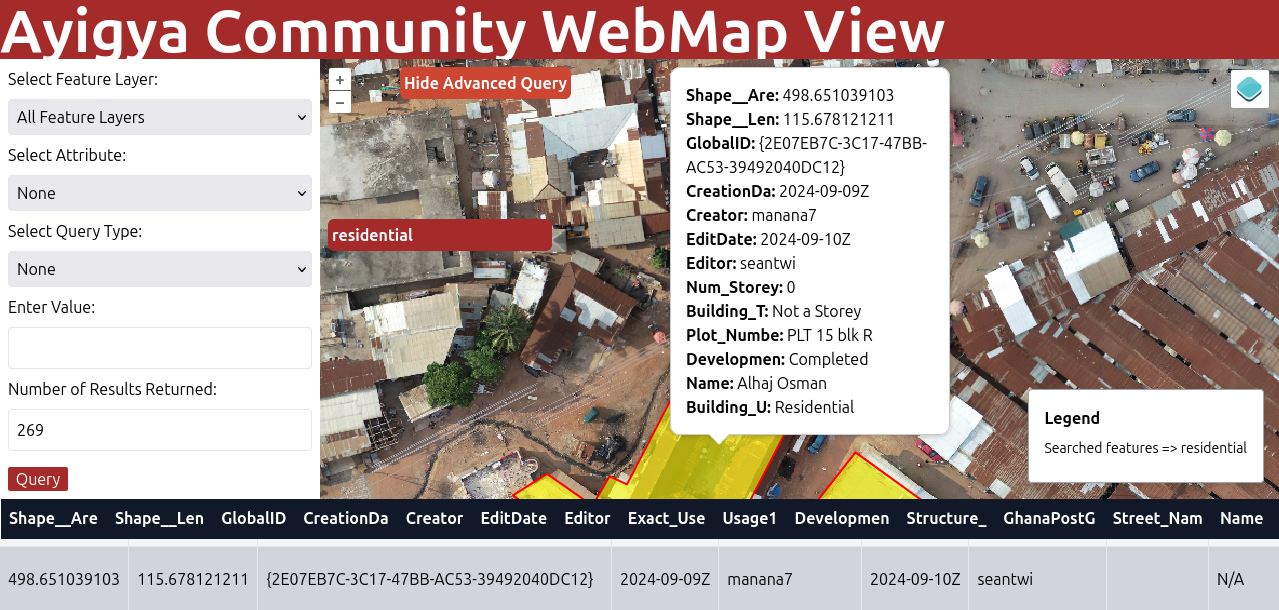 Ayigya Community WebMap View
Select Feature Layer:
All Feature Layers
Select Attribute:
None
Select Query Type:
None
Enter Value:
Number of Results Returned:
269
Query
+
−
Hide Advanced Query
residential
Shape__Are: 498.651039103
Shape__Len: 115.678121211
GlobalID: {2E07EB7C-3C17-47BB-
AC53-39492040DC12}
CreationDa: 2024-09-09Z
Creator: manana7
EditDate: 2024-09-10Z
Editor: seantwi
Num_Storey: 0
Building_T: Not a Storey
Plot_Numbe: PLT 15 blk R
Developmen: Completed
Name: Alhaj Osman
Building_U: Residential
Legend
Searched features => residential
Shape__Are Shape__Len GlobalID CreationDa Creator EditDate Editor Exact_Use Usage1 Developmen Structure_ GhanaPostG Street_Nam Name
498.651039103 115.678121211 {2E07EB7C-3C17-47BB-AC53-39492040DC12} 2024-09-09Z manana7 2024-09-10Z seantwi N/A